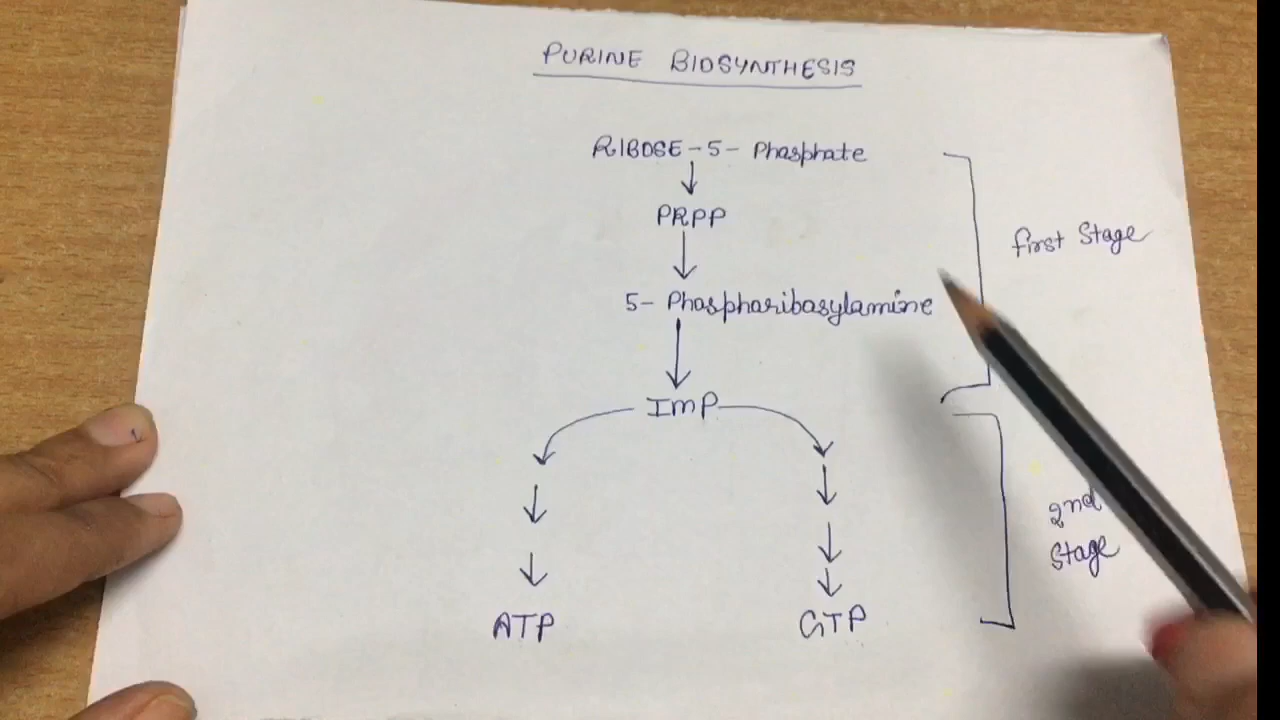 PURINE BIOSYNTHESIS
RIBOSE-5- Phosphate
PRPP
first Stage
5- Phosphoribosylamine
IMP
2nd
Stage
ATP
GTP